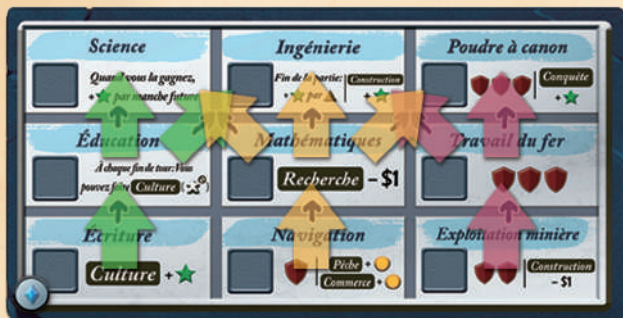 Science
Ingénierie
Poudre à canon
Quand vous la gagnez,
+ par manche future
Fin de la partie:
+ par
Construction
+
Conquête
+
Éducation
Mathématiques
Travail du fer
À chaque fin de tour: Vous
pouvez faire Culture
Recherche – $1
Écriture
Navigation
Exploitation minière
Culture +
Pêche +
Commerce +
Construction
– $1